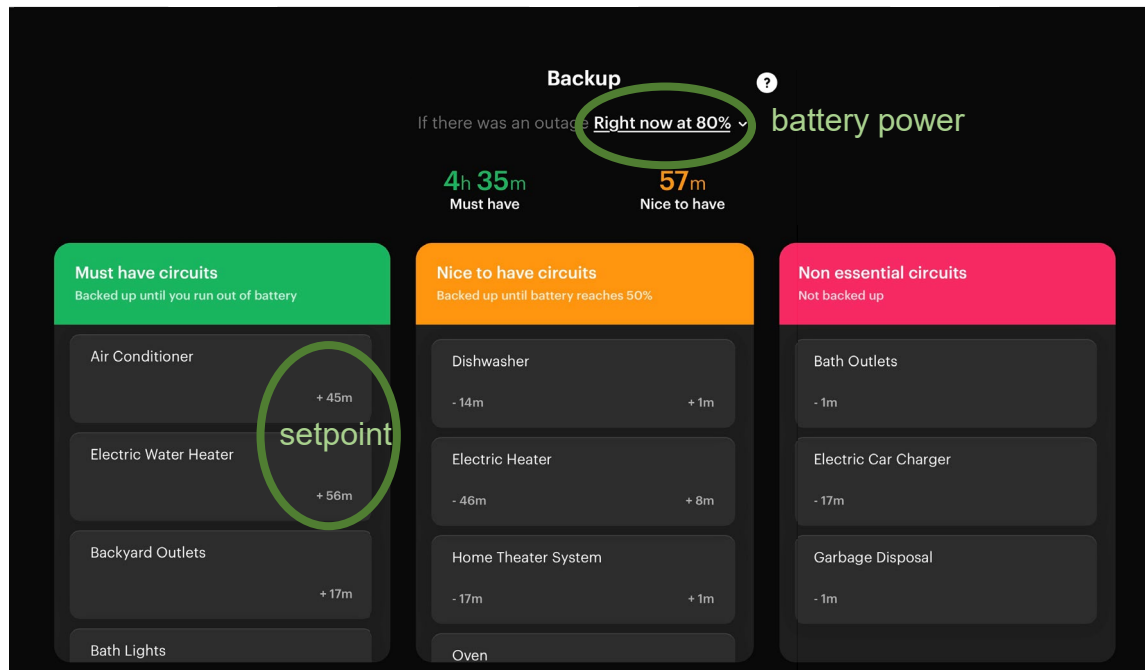 Backup ?
If there was an outage Right now at 80% battery power
4h 35m 57m
Must have Nice to have
Must have circuits
Backed up until you run out of battery
Air Conditioner
+ 45m
setpoint
Electric Water Heater
+ 56m
Backyard Outlets
+ 17m
Bath Lights
Nice to have circuits
Backed up until battery reaches 50%
Dishwasher
- 14m + 1m
Electric Heater
- 46m + 8m
Home Theater System
- 17m + 1m
Oven
Non essential circuits
Not backed up
Bath Outlets
- 1m
Electric Car Charger
- 17m
Garbage Disposal
- 1m